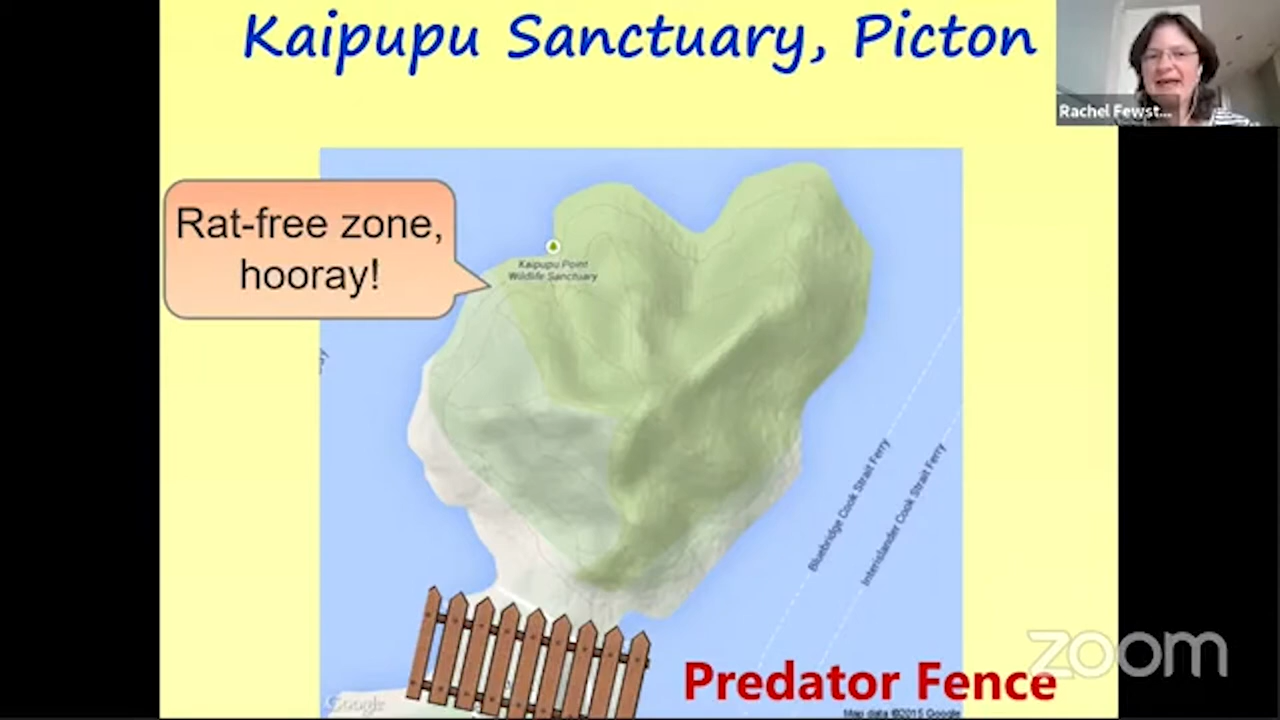 Kaipupu Sanctuary, Picton
Rachel Fewst...
Rat-free zone,
hooray!
Kaipupu Point
Wildlife Sanctuary
Bluebridge Cook Strait Ferry
Interislander Cook Strait Ferry
Predator Fence
zoom
Google
Map data ©2015 Google